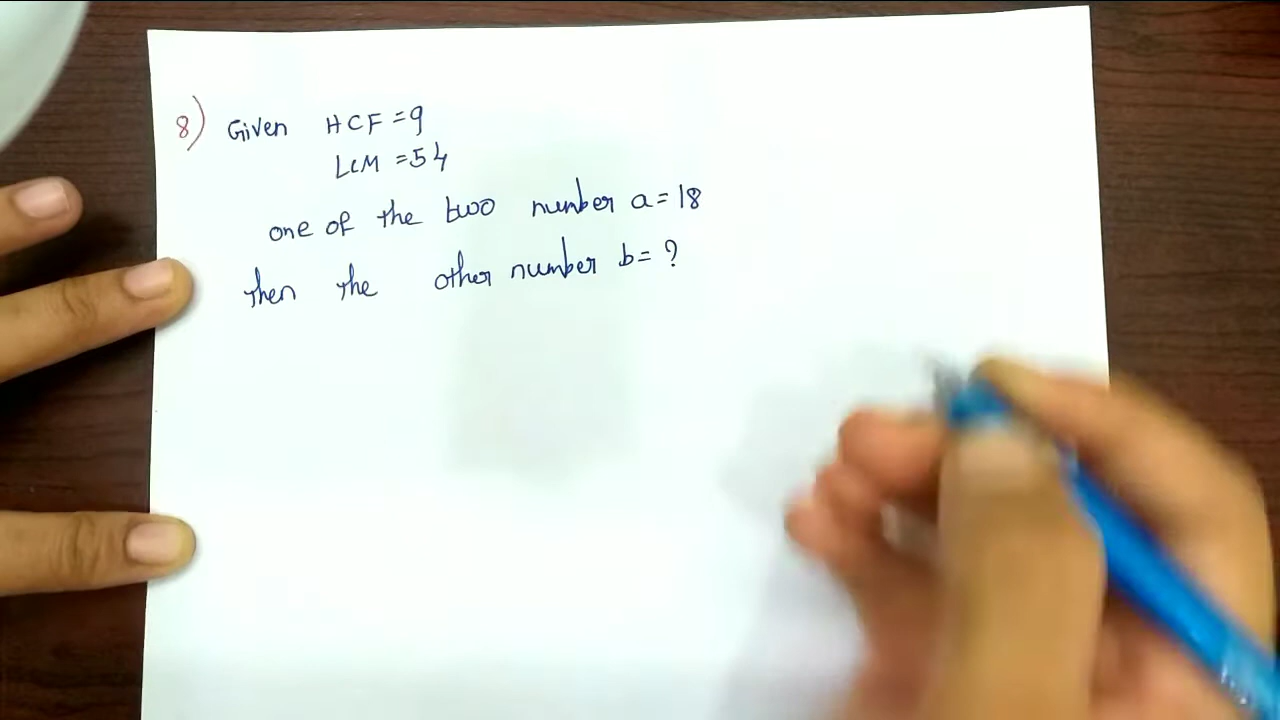 8) Given HCF = 9
LCM = 54
one of the two number a = 18
then the other number b = ?